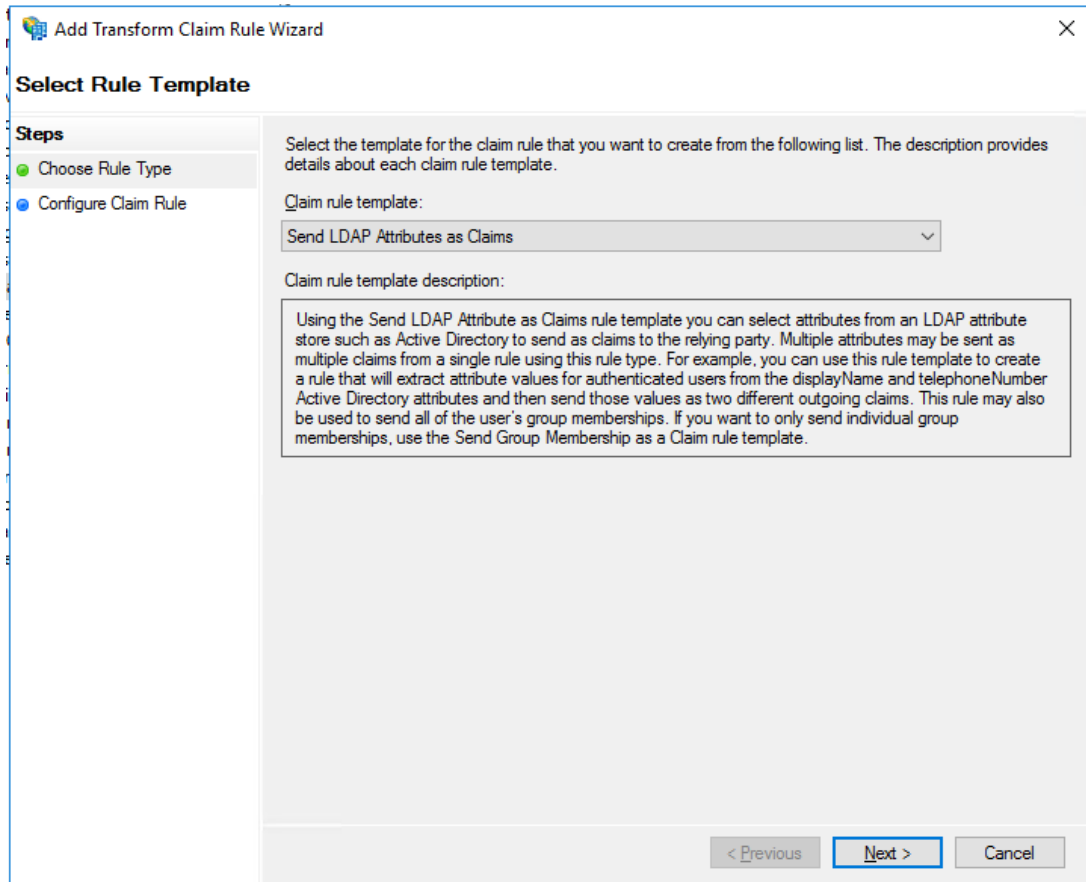 Add Transform Claim Rule Wizard
Select Rule Template
Steps
Choose Rule Type
Configure Claim Rule
Select the template for the claim rule that you want to create from the following list. The description provides
details about each claim rule template.
Claim rule template:
Send LDAP Attributes as Claims
Claim rule template description:
Using the Send LDAP Attribute as Claims rule template you can select attributes from an LDAP attribute
store such as Active Directory to send as claims to the relying party. Multiple attributes may be sent as
multiple claims from a single rule using this rule type. For example, you can use this rule template to create
a rule that will extract attribute values for authenticated users from the displayName and telephoneNumber
Active Directory attributes and then send those values as two different outgoing claims. This rule may also
be used to send all of the user's group memberships. If you want to only send individual group
memberships, use the Send Group Membership as a Claim rule template.
< Previous
Next >
Cancel